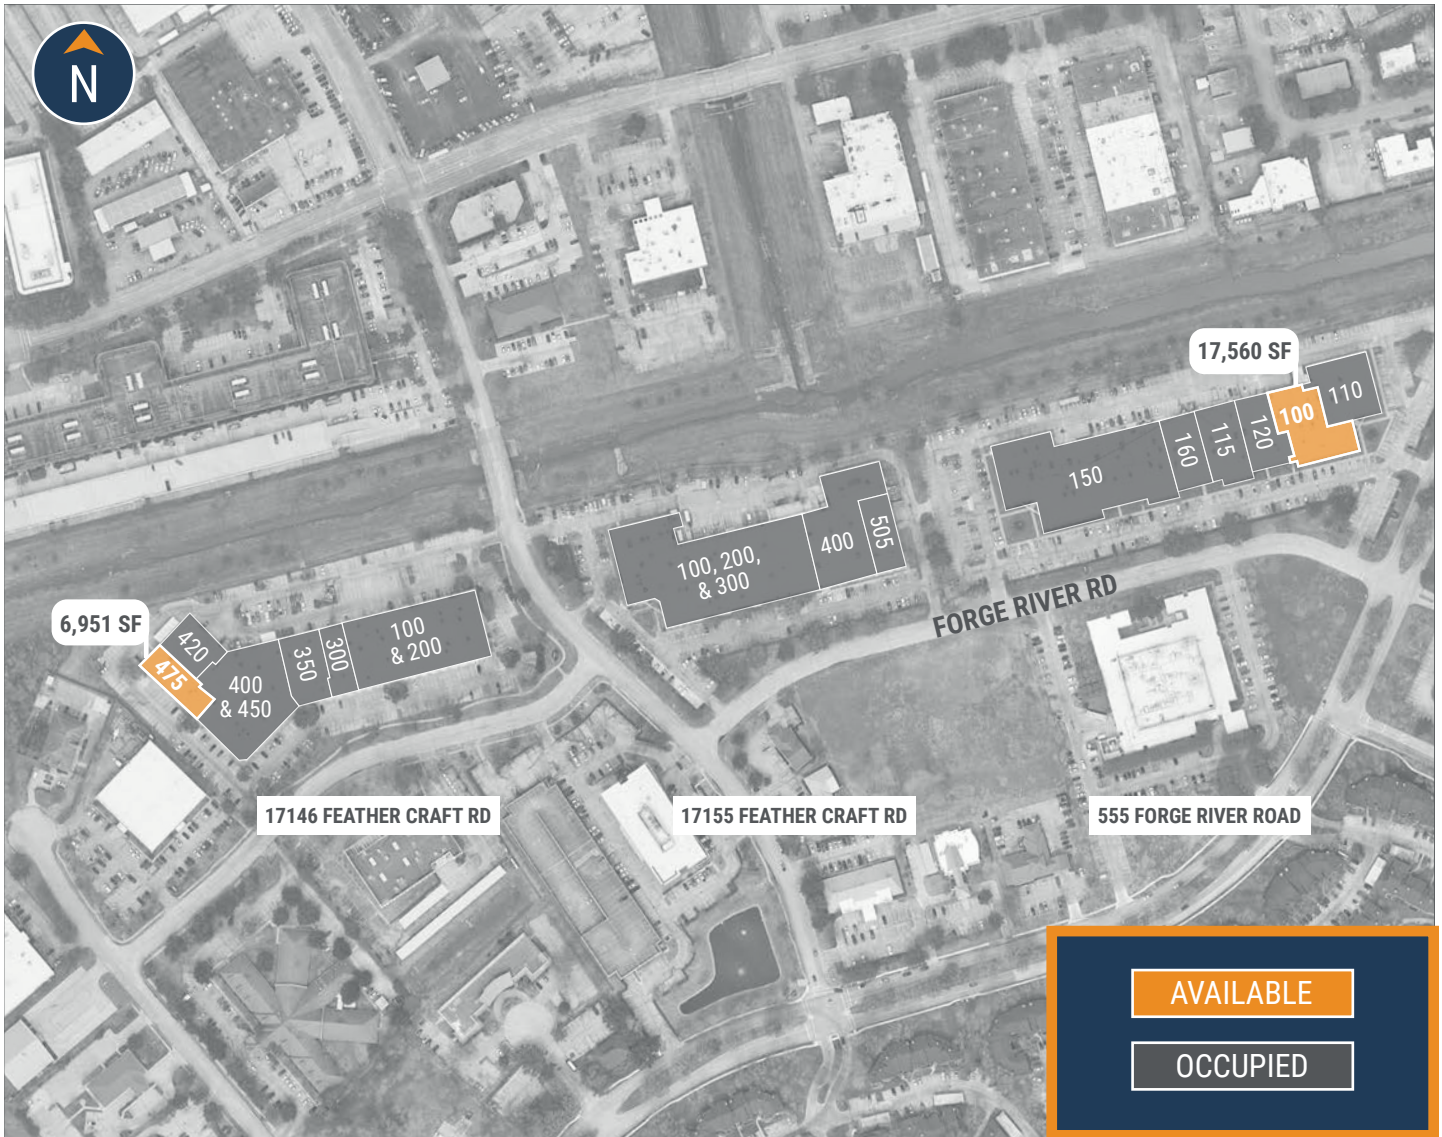 N
17,560 SF
110
100
120
115
160
150
505
400
100, 200,
& 300
FORGE RIVER RD
6,951 SF
420
475
400
& 450
350
300
100
& 200
17146 FEATHER CRAFT RD
17155 FEATHER CRAFT RD
555 FORGE RIVER ROAD
AVAILABLE
OCCUPIED